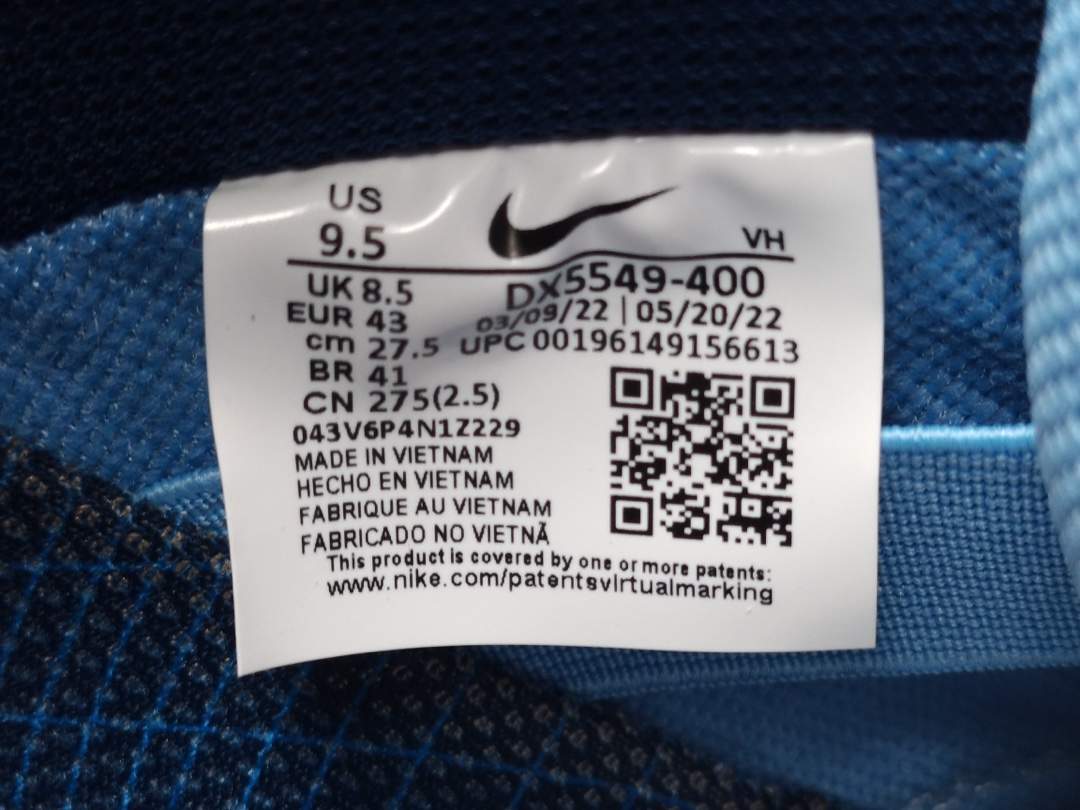 US
9.5
VH
UK 8.5
DX5549-400
EUR 43
03/09/22 | 05/20/22
cm 27.5
UPC 00196149156613
BR 41
CN 275(2.5)
043V6P4N1Z229
MADE IN VIETNAM
HECHO EN VIETNAM
FABRIQUE AU VIETNAM
FABRICADO NO VIETNÃ
This product is covered by one or more patents:
www.nike.com/patentsvirtualmarking